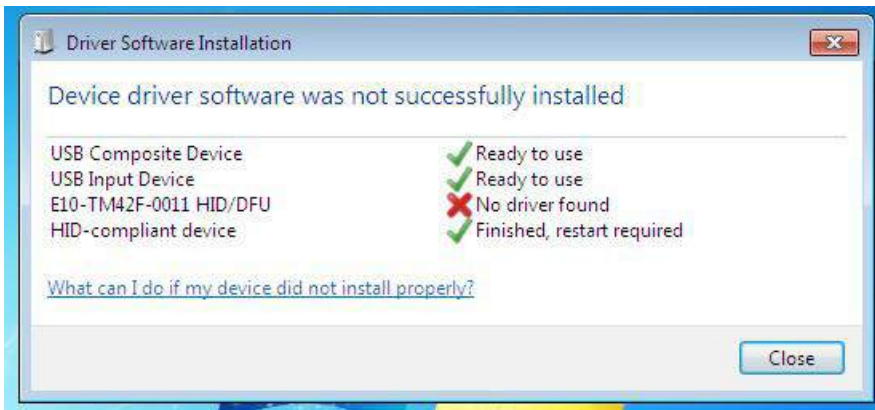 Driver Software Installation
Device driver software was not successfully installed
USB Composite Device Ready to use
USB Input Device Ready to use
E10-TM42F-0011 HID/DFU No driver found
HID-compliant device Finished, restart required
What can I do if my device did not install properly?
Close